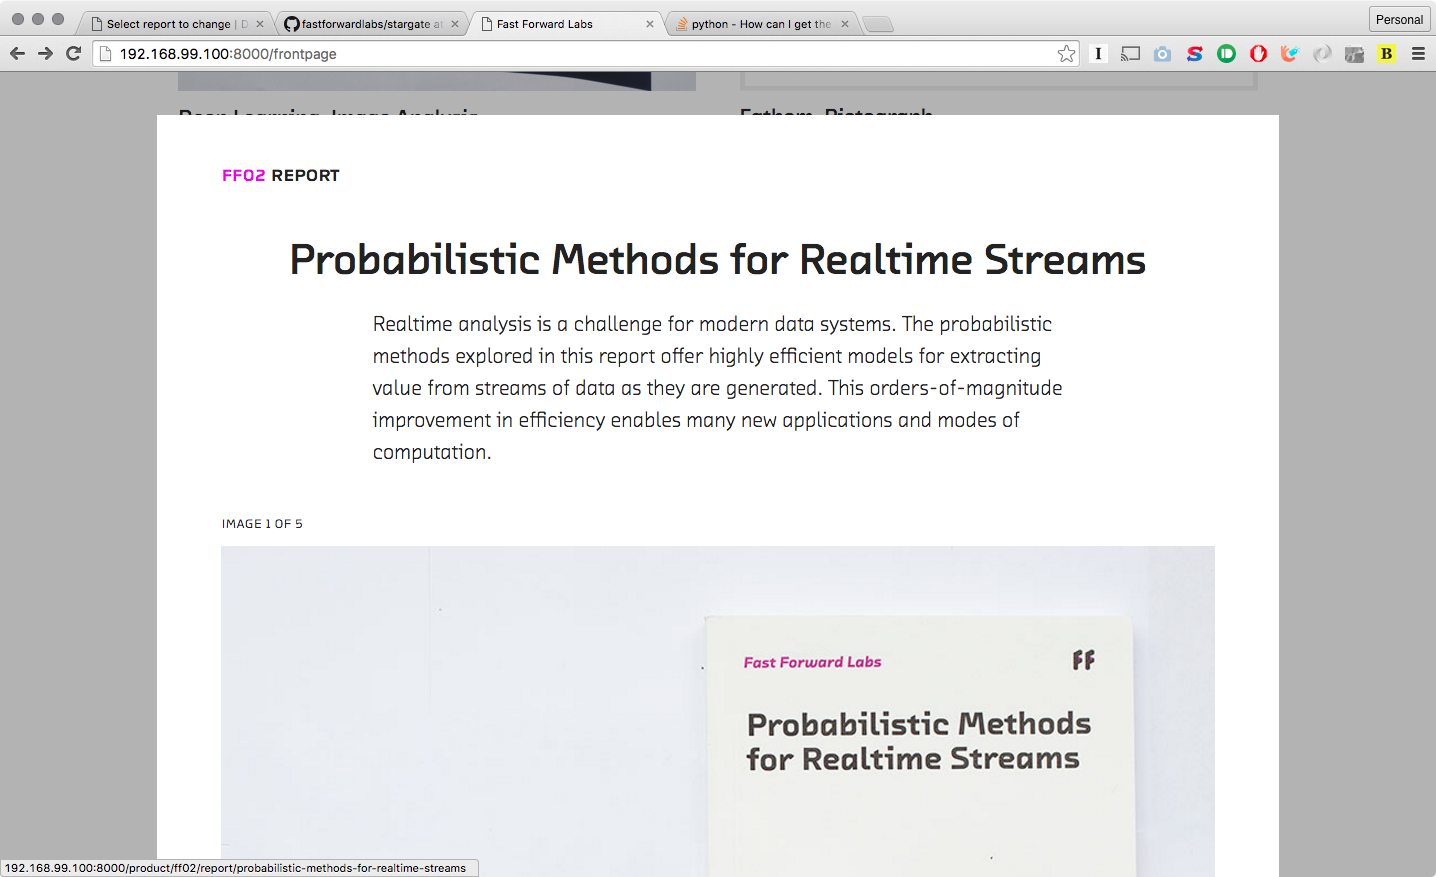 Select report to change | D
fastforwardlabs/stargate at
Fast Forward Labs
python - How can I get the
Personal
192.168.99.100:8000/frontpage
Deep Learning: Image Analysis
Fathom, Pictograph
FF02 REPORT
Probabilistic Methods for Realtime Streams
Realtime analysis is a challenge for modern data systems. The probabilistic
methods explored in this report offer highly efficient models for extracting
value from streams of data as they are generated. This orders-of-magnitude
improvement in efficiency enables many new applications and modes of
computation.
IMAGE 1 OF 5
Fast Forward Labs
FF
Probabilistic Methods
for Realtime Streams
192.168.99.100:8000/product/ff02/report/probabilistic-methods-for-realtime-streams